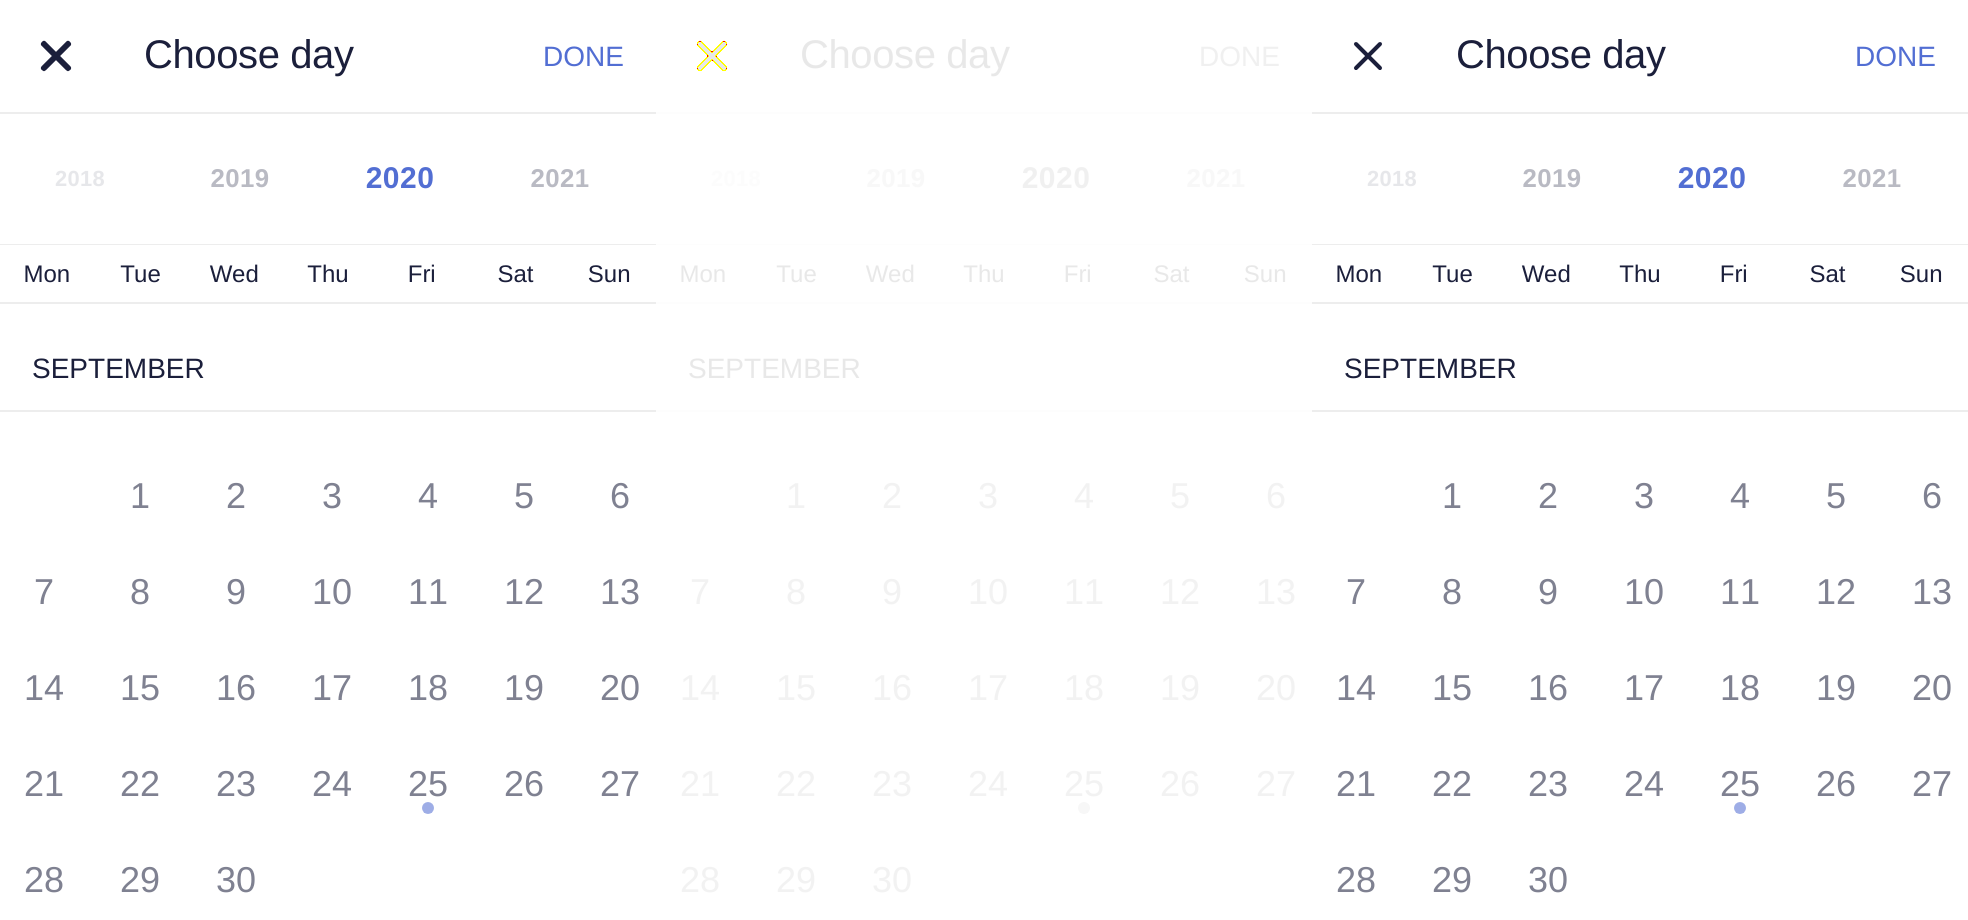 Choose day DONE Choose day DONE Choose day DONE
2018 2019 2020 2021 2018 2019 2020 2021 2018 2019 2020 2021
Mon Tue Wed Thu Fri Sat Sun Mon Tue Wed Thu Fri Sat Sun Mon Tue Wed Thu Fri Sat Sun
SEPTEMBER SEPTEMBER SEPTEMBER
1 2 3 4 5 6 1 2 3 4 5 6 1 2 3 4 5 6
7 8 9 10 11 12 13 7 8 9 10 11 12 13 7 8 9 10 11 12 13
14 15 16 17 18 19 20 14 15 16 17 18 19 20 14 15 16 17 18 19 20
21 22 23 24 25 26 27 21 22 23 24 25 26 27 21 22 23 24 25 26 27
28 29 30 28 29 30 28 29 30